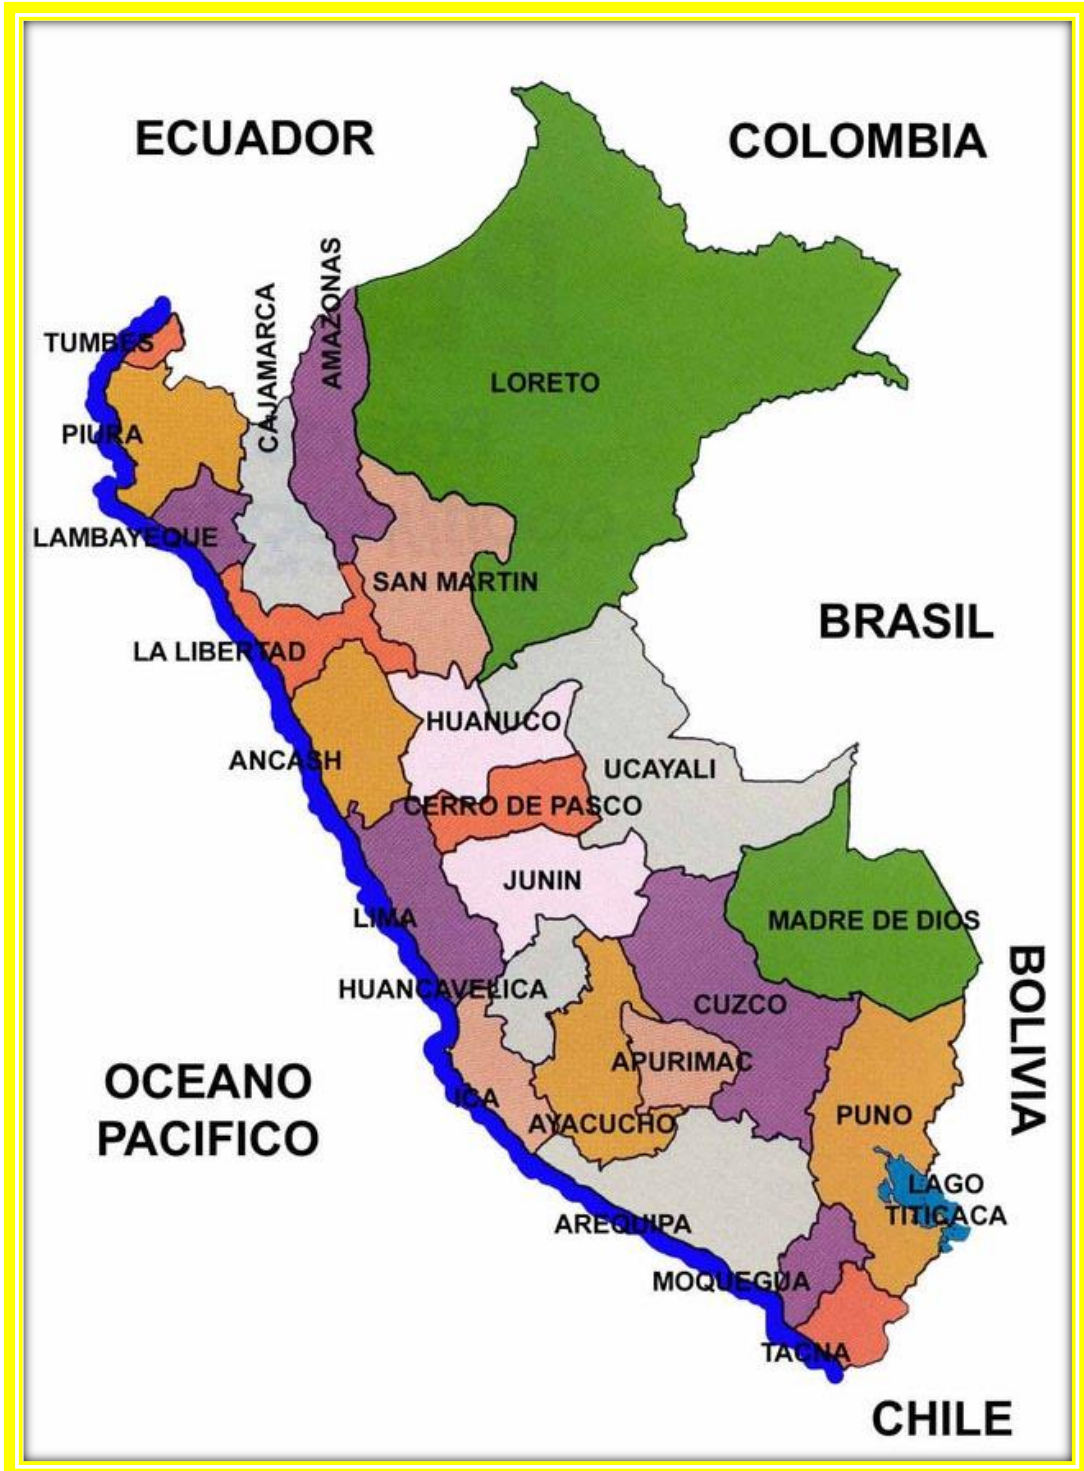 ECUADOR
COLOMBIA
CAJAMARCA
AMAZONAS
TUMBES
LORETO
PIURA
LAMBAYEQUE
SAN MARTIN
BRASIL
LA LIBERTAD
HUANUCO
ANCASH
UCAYALI
CERRO DE PASCO
JUNIN
LIMA
MADRE DE DIOS
HUANCAVELICA
CUZCO
BOLIVIA
OCEANO
PACIFICO
APURIMAC
ICA
AYACUCHO
PUNO
LAGO
TITICACA
AREQUIPA
MOQUEGUA
TACNA
CHILE